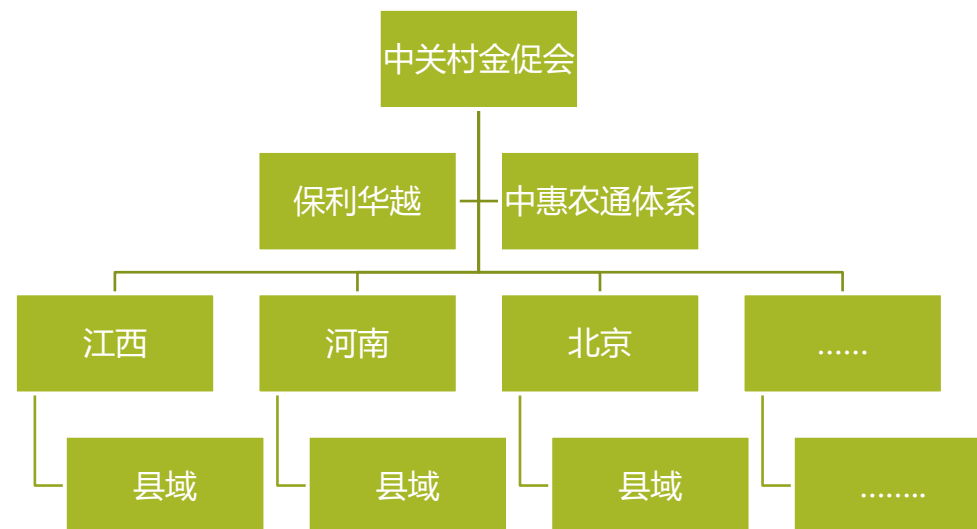 中关村金促会
保利华越
中惠农通体系
江西
河南
北京
......
县域
县域
县域
........